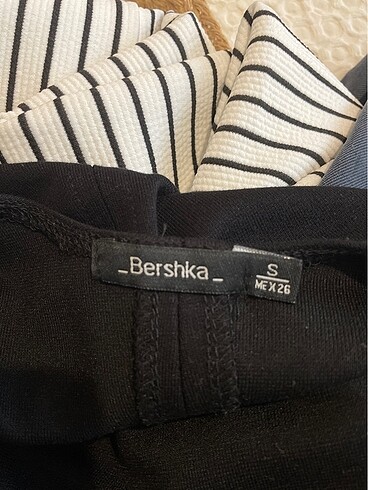 _Bershka_
S
MEX 26